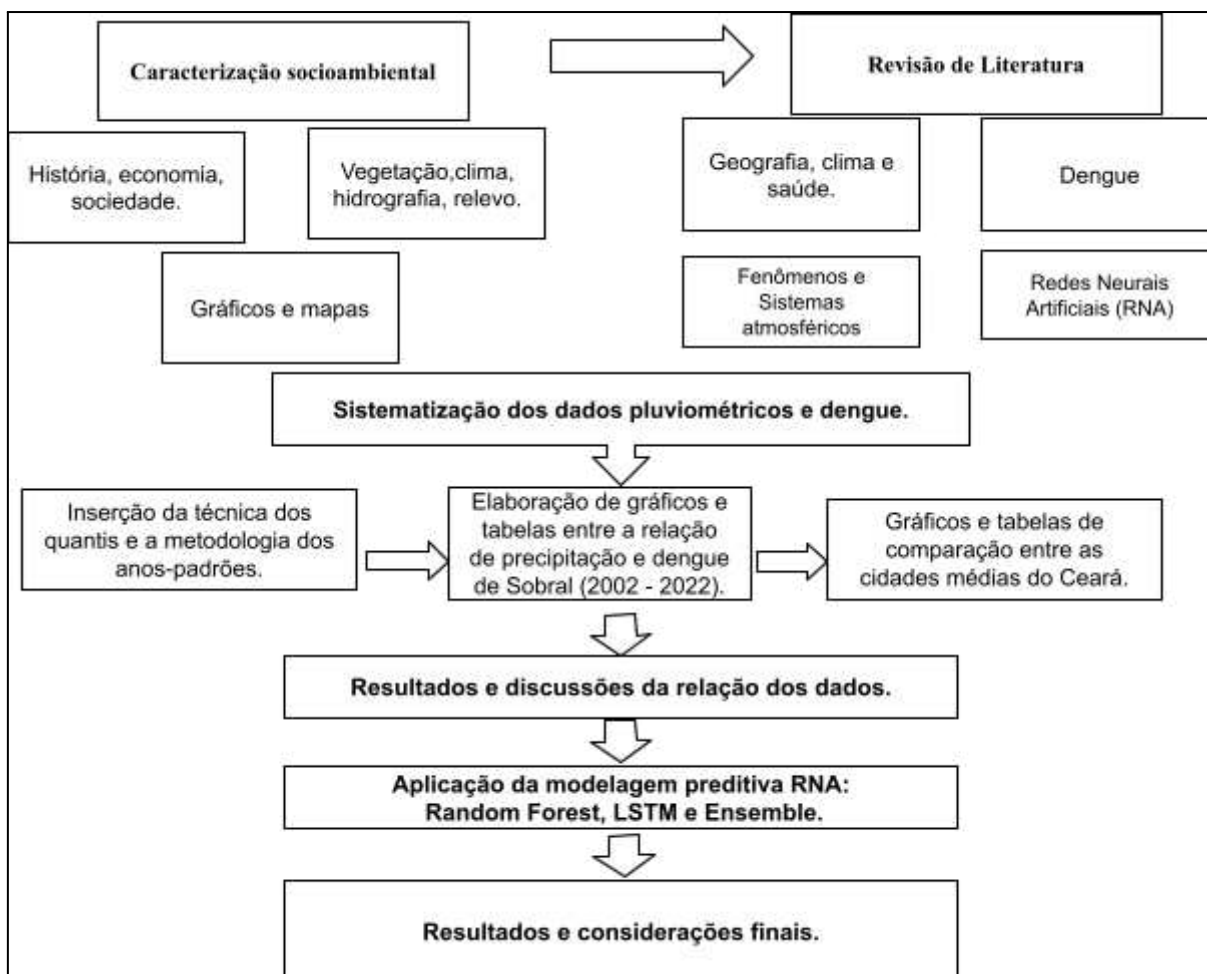 Caracterização socioambiental
Revisão de Literatura
História, economia,
sociedade.
Vegetação,clima,
hidrografia, relevo.
Gráficos e mapas
Geografia, clima e
saúde.
Dengue
Fenômenos e
Sistemas
atmosféricos
Redes Neurais
Artificiais (RNA)
Sistematização dos dados pluviométricos e dengue.
Inserção da técnica dos
quantis e a metodologia dos
anos-padrões.
Elaboração de gráficos e
tabelas entre a relação
de precipitação e dengue
de Sobral (2002 - 2022).
Gráficos e tabelas de
comparação entre as
cidades médias do Ceará.
Resultados e discussões da relação dos dados.
Aplicação da modelagem preditiva RNA:
Random Forest, LSTM e Ensemble.
Resultados e considerações finais.